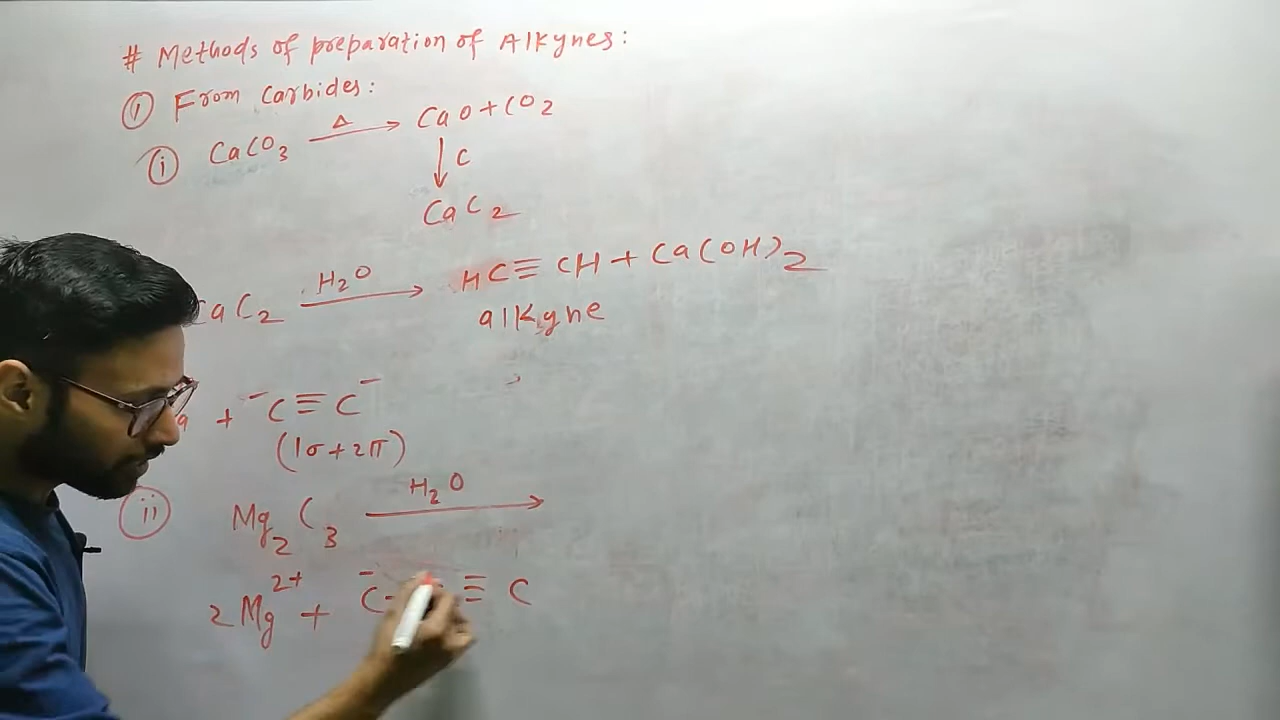 # Methods of preparation of Alkynes:
① From Carbides:
ⓘ CaCO3 Δ→ CaO + CO2
↓ C
CaC2
CaC2 H2O→ HC≡CH + Ca(OH)2
alkyne
a + ⁻C≡C⁻
(1σ+2π)
ii Mg2C3 H2O→
2Mg2+ + ⁻C- ≡ C